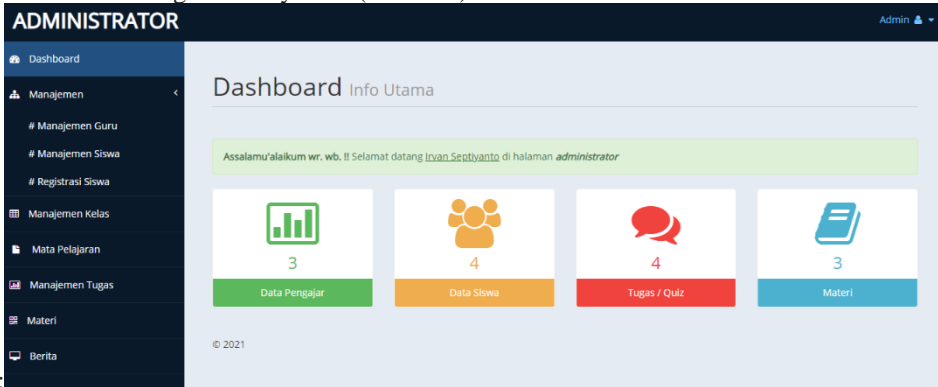 ADMINISTRATOR
Admin
Dashboard
Manajemen
# Manajemen Guru
# Manajemen Siswa
# Registrasi Siswa
Manajemen Kelas
Mata Pelajaran
Manajemen Tugas
Materi
Berita
Dashboard Info Utama
Assalamu'alaikum wr. wb. !! Selamat datang Irvan Septiyanto di halaman administrator
3
Data Pengajar
4
Data Siswa
4
Tugas / Quiz
3
Materi
© 2021